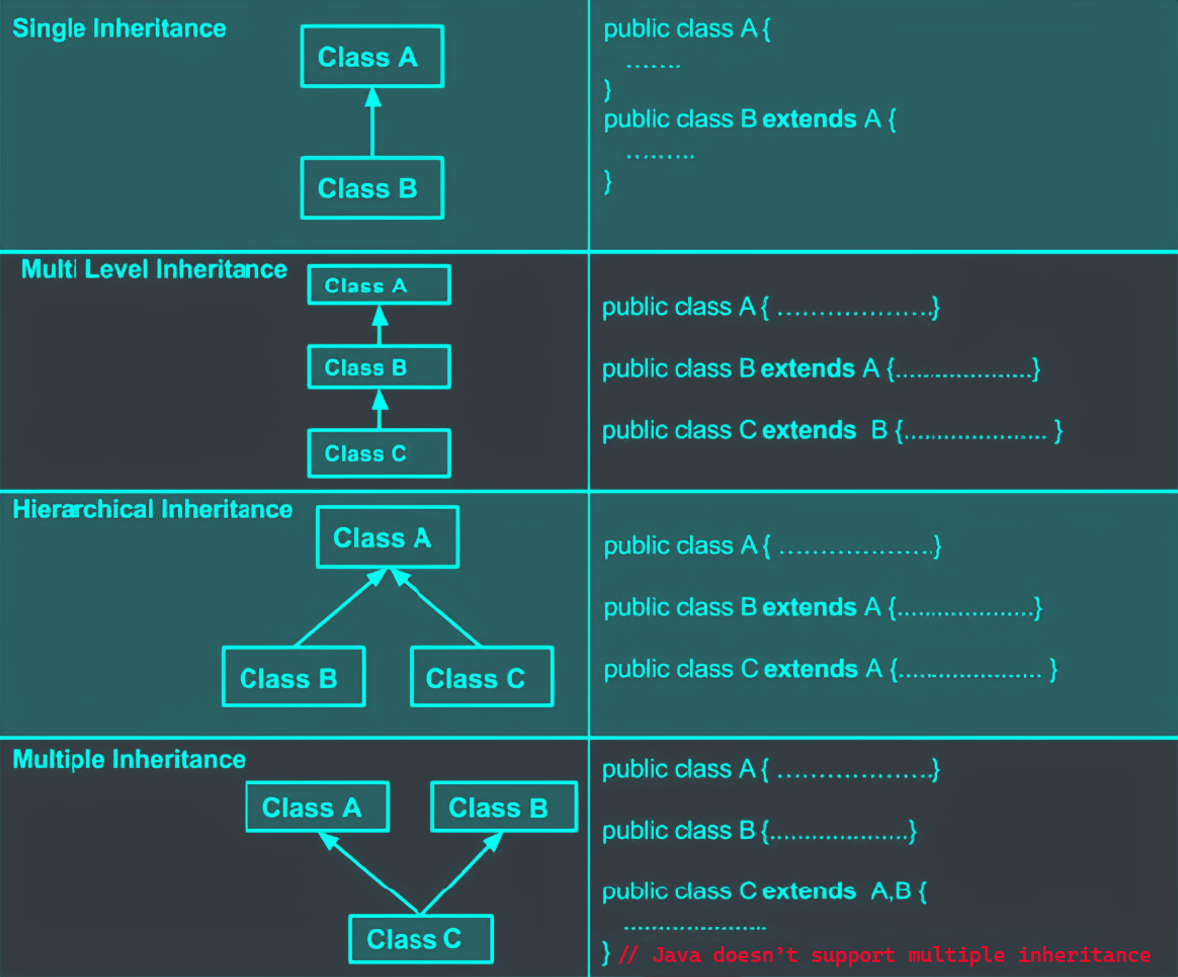 Single Inheritance
Class A
Class B
public class A {
.......
}
public class B extends A {
.........
}
Multi Level Inheritance
Class A
Class B
Class C
public class A { ...................}
public class B extends A {....................}
public class C extends B {..................... }
Hierarchical Inheritance
Class A
Class B
Class C
public class A { ...................}
public class B extends A {....................}
public class C extends A {..................... }
Multiple Inheritance
Class A
Class B
Class C
public class A { ...................}
public class B {....................}
public class C extends A,B {
.....................
} // Java doesn't support multiple inheritance